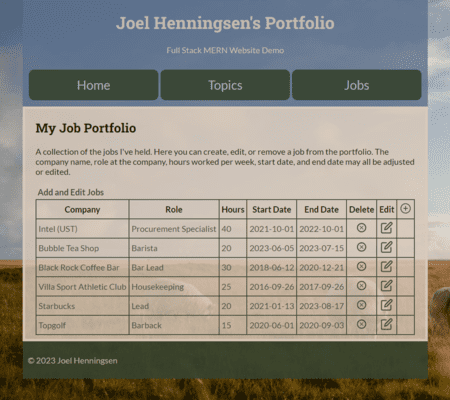 Joel Henningsen's Portfolio
Full Stack MERN Website Demo
Home Topics Jobs
My Job Portfolio
A collection of the jobs I've held. Here you can create, edit, or remove a job from the portfolio. The
company name, role at the company, hours worked per week, start date, and end date may all be adjusted
or edited.
Add and Edit Jobs
Company Role Hours Start Date End Date Delete Edit
Intel (UST) Procurement Specialist 40 2021-10-01 2022-10-01
Bubble Tea Shop Barista 20 2023-06-05 2023-07-15
Black Rock Coffee Bar Bar Lead 30 2018-06-12 2020-12-21
Villa Sport Athletic Club Housekeeping 25 2016-09-26 2017-09-26
Starbucks Lead 20 2021-01-13 2023-08-17
Topgolf Barback 15 2020-06-01 2020-09-03
© 2023 Joel Henningsen